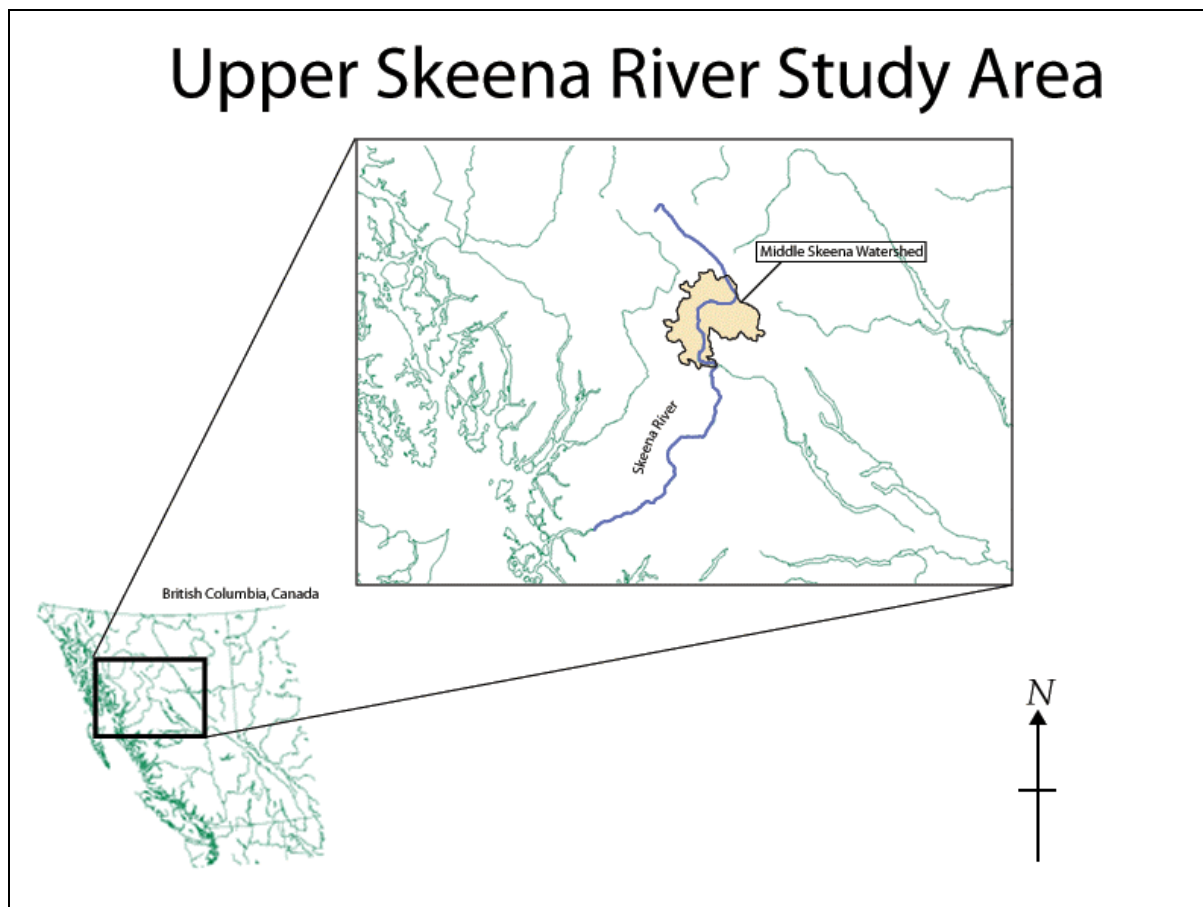 Upper Skeena River Study Area
Middle Skeena Watershed
Skeena River
British Columbia, Canada
N